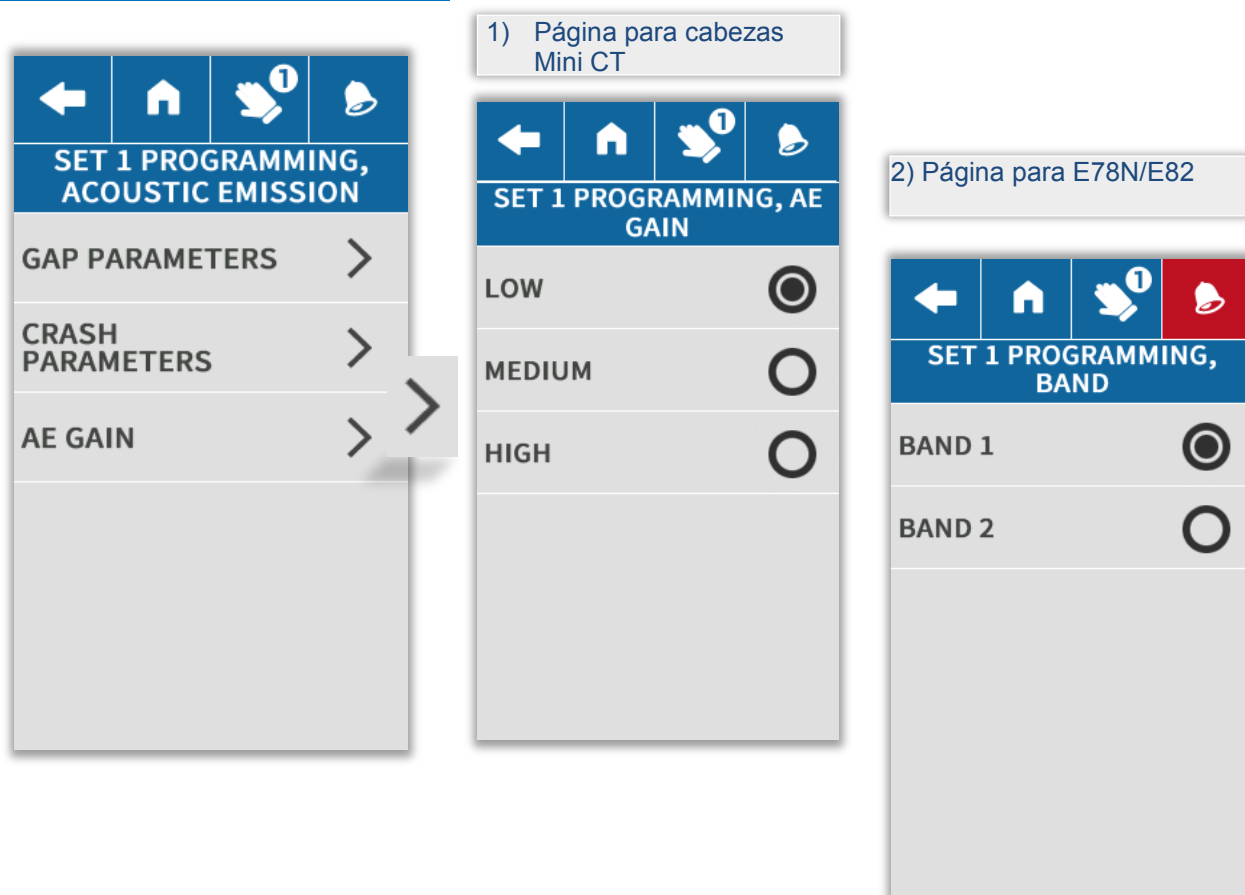 1
SET 1 PROGRAMMING,
ACOUSTIC EMISSION
GAP PARAMETERS
CRASH
PARAMETERS
AE GAIN
1) Página para cabezas
Mini CT
1
SET 1 PROGRAMMING, AE
GAIN
LOW
MEDIUM
HIGH
2) Página para E78N/E82
1
SET 1 PROGRAMMING,
BAND
BAND 1
BAND 2